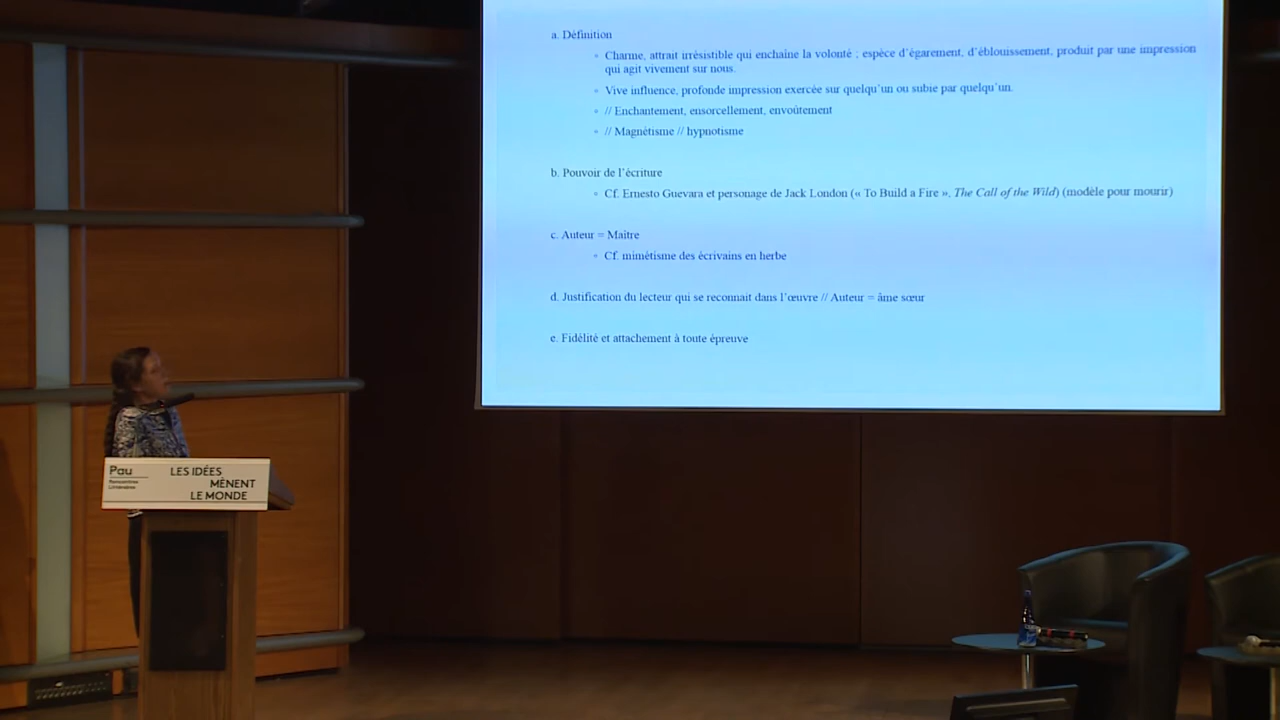 a. Définition
◦ Charme, attrait irrésistible qui enchaîne la volonté ; espèce d'égarement, d'éblouissement, produit par une impression
qui agit vivement sur nous.
◦ Vive influence, profonde impression exercée sur quelqu'un ou subie par quelqu'un.
◦ // Enchantement, ensorcellement, envoûtement
◦ // Magnétisme // hypnotisme
b. Pouvoir de l'écriture
◦ Cf. Ernesto Guevara et personage de Jack London (« To Build a Fire », The Call of the Wild) (modèle pour mourir)
c. Auteur = Maitre
◦ Cf. mimétisme des écrivains en herbe
d. Justification du lecteur qui se reconnait dans l'œuvre // Auteur = âme sœur
e. Fidélité et attachement à toute épreuve
Pau
Rencontres
Littéraires
LES IDÉES
MÈNENT
LE MONDE